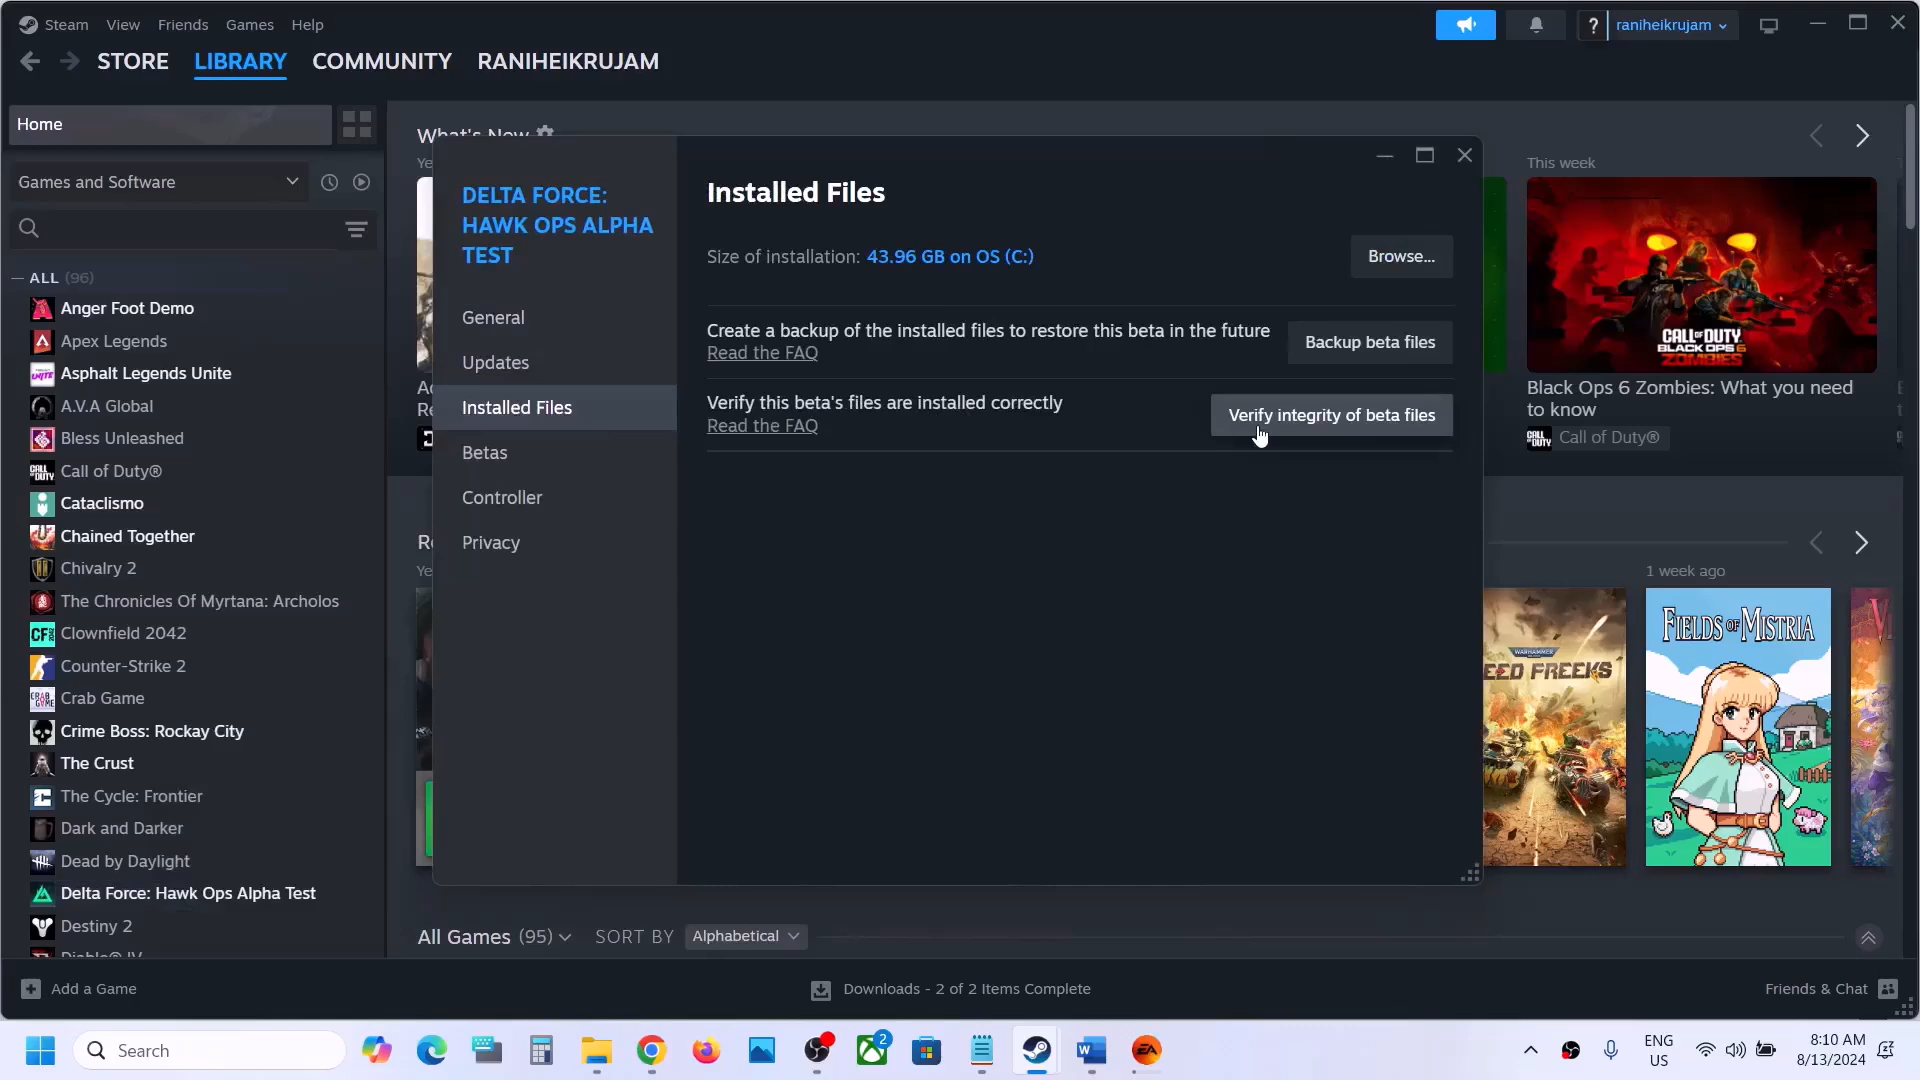 Steam View Friends Games Help
raniheikrujam
STORE LIBRARY COMMUNITY RANIHEIKRUJAM
Home
Games and Software
ALL (96)
Anger Foot Demo
Apex Legends
Asphalt Legends Unite
A.V.A Global
Bless Unleashed
Call of Duty®
Cataclismo
Chained Together
Chivalry 2
The Chronicles Of Myrtana: Archolos
Clownfield 2042
Counter-Strike 2
Crab Game
Crime Boss: Rockay City
The Crust
The Cycle: Frontier
Dark and Darker
Dead by Daylight
Delta Force: Hawk Ops Alpha Test
Destiny 2
What's New
DELTA FORCE:
HAWK OPS ALPHA
TEST
General
Updates
Installed Files
Betas
Controller
Privacy
Installed Files
Size of installation: 43.96 GB on OS (C:)
Browse...
Create a backup of the installed files to restore this beta in the future
Read the FAQ
Backup beta files
Verify this beta's files are installed correctly
Read the FAQ
Verify integrity of beta files
This week
CALL OF DUTY
BLACK OPS 6
ZOMBIES
Black Ops 6 Zombies: What you need
to know
CALL DUTY
Call of Duty®
1 week ago
WARHAMMER
EED FREEKS
FIELDS OF MISTRIA
All Games (95) SORT BY Alphabetical
Add a Game
Downloads - 2 of 2 Items Complete
Friends & Chat
Search
2
ENG
US
8:10 AM
8/13/2024